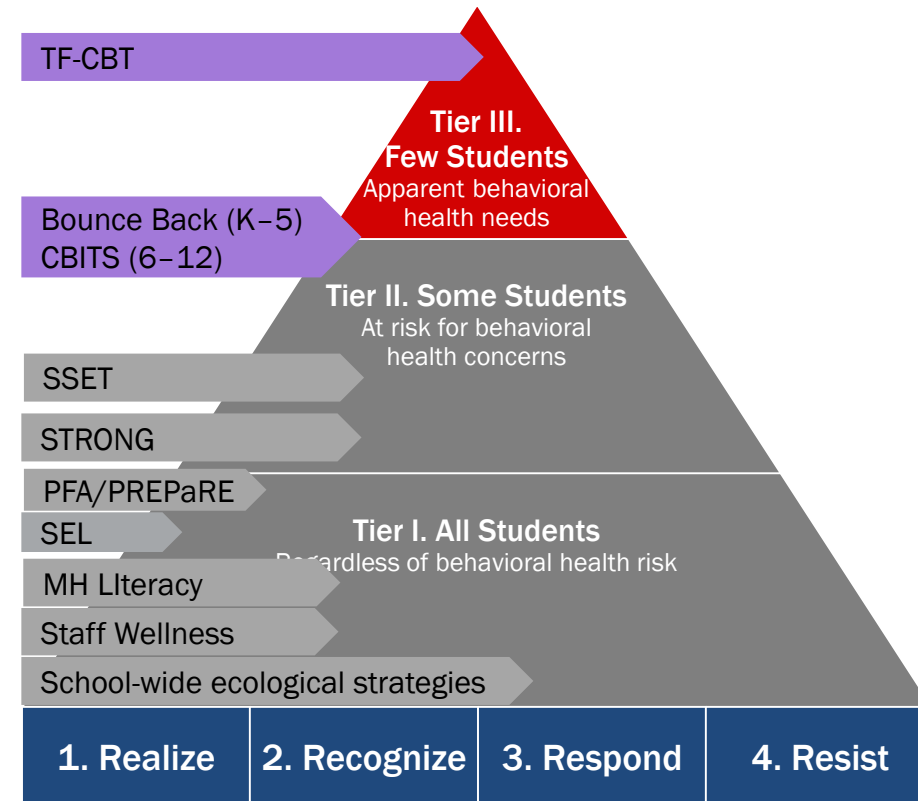 TF-CBT
Tier III.
Few Students
Apparent behavioral
health needs
Bounce Back (K–5)
CBITS (6–12)
Tier II. Some Students
At risk for behavioral
health concerns
SSET
STRONG
PFA/PREPaRE
SEL
Tier I. All Students
Regardless of behavioral health risk
MH LIteracy
Staff Wellness
School-wide ecological strategies
1. Realize
2. Recognize
3. Respond
4. Resist